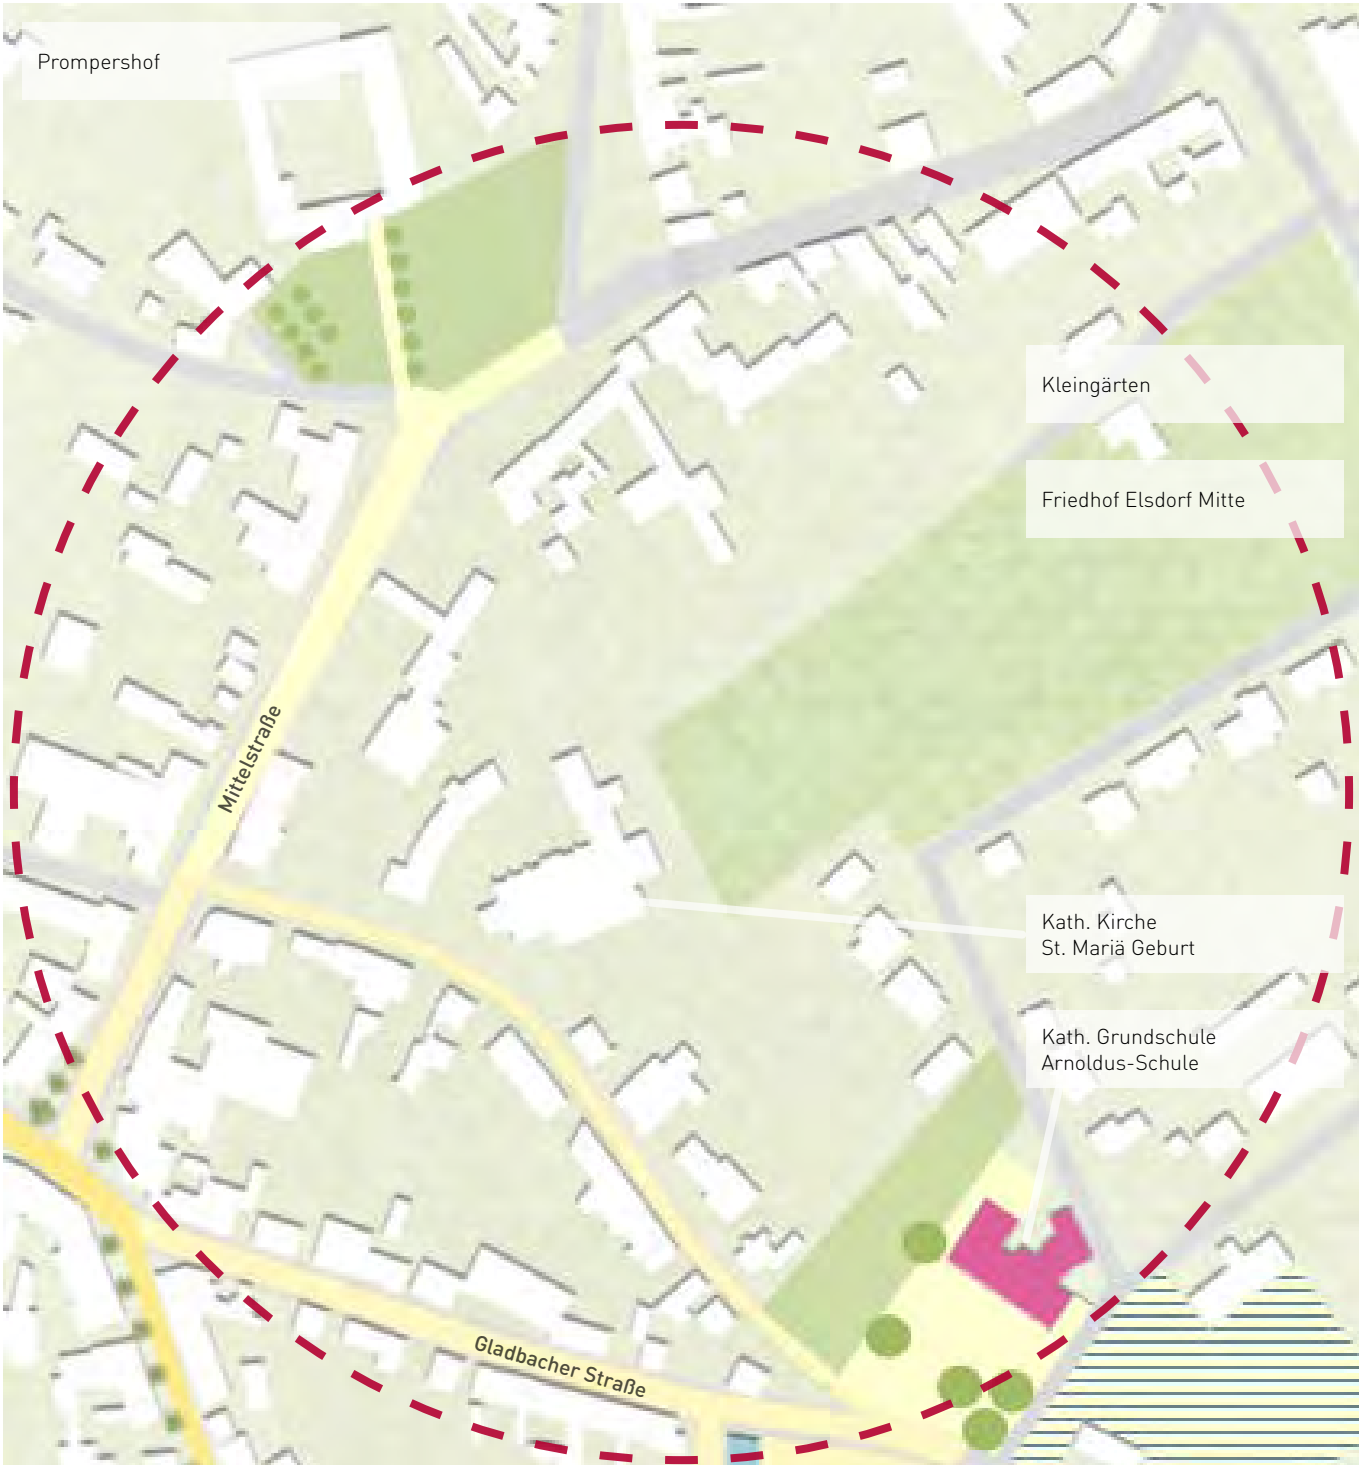 Prompershof
Kleingärten
Friedhof Elsdorf Mitte
Mittelstraße
Kath. Kirche
St. Mariä Geburt
Kath. Grundschule
Arnoldus-Schule
Gladbacher Straße